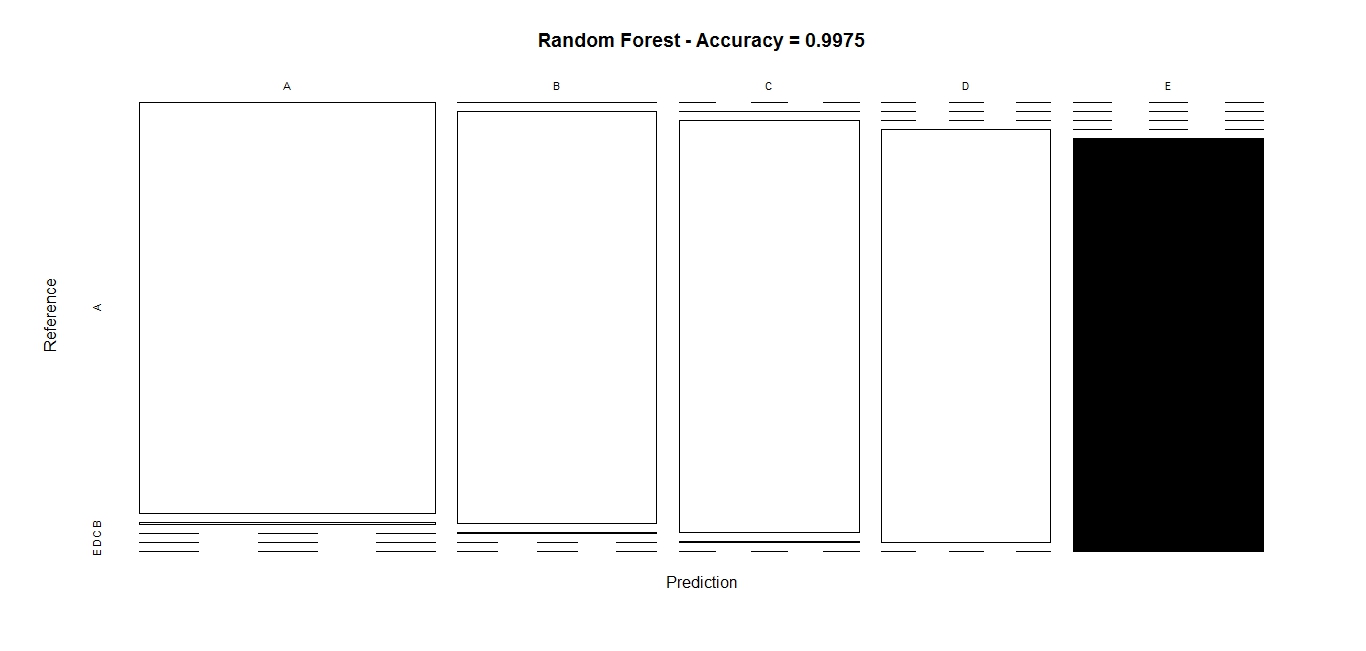 Random Forest - Accuracy = 0.9975
A B C D E
Reference
A
E D C B
Prediction